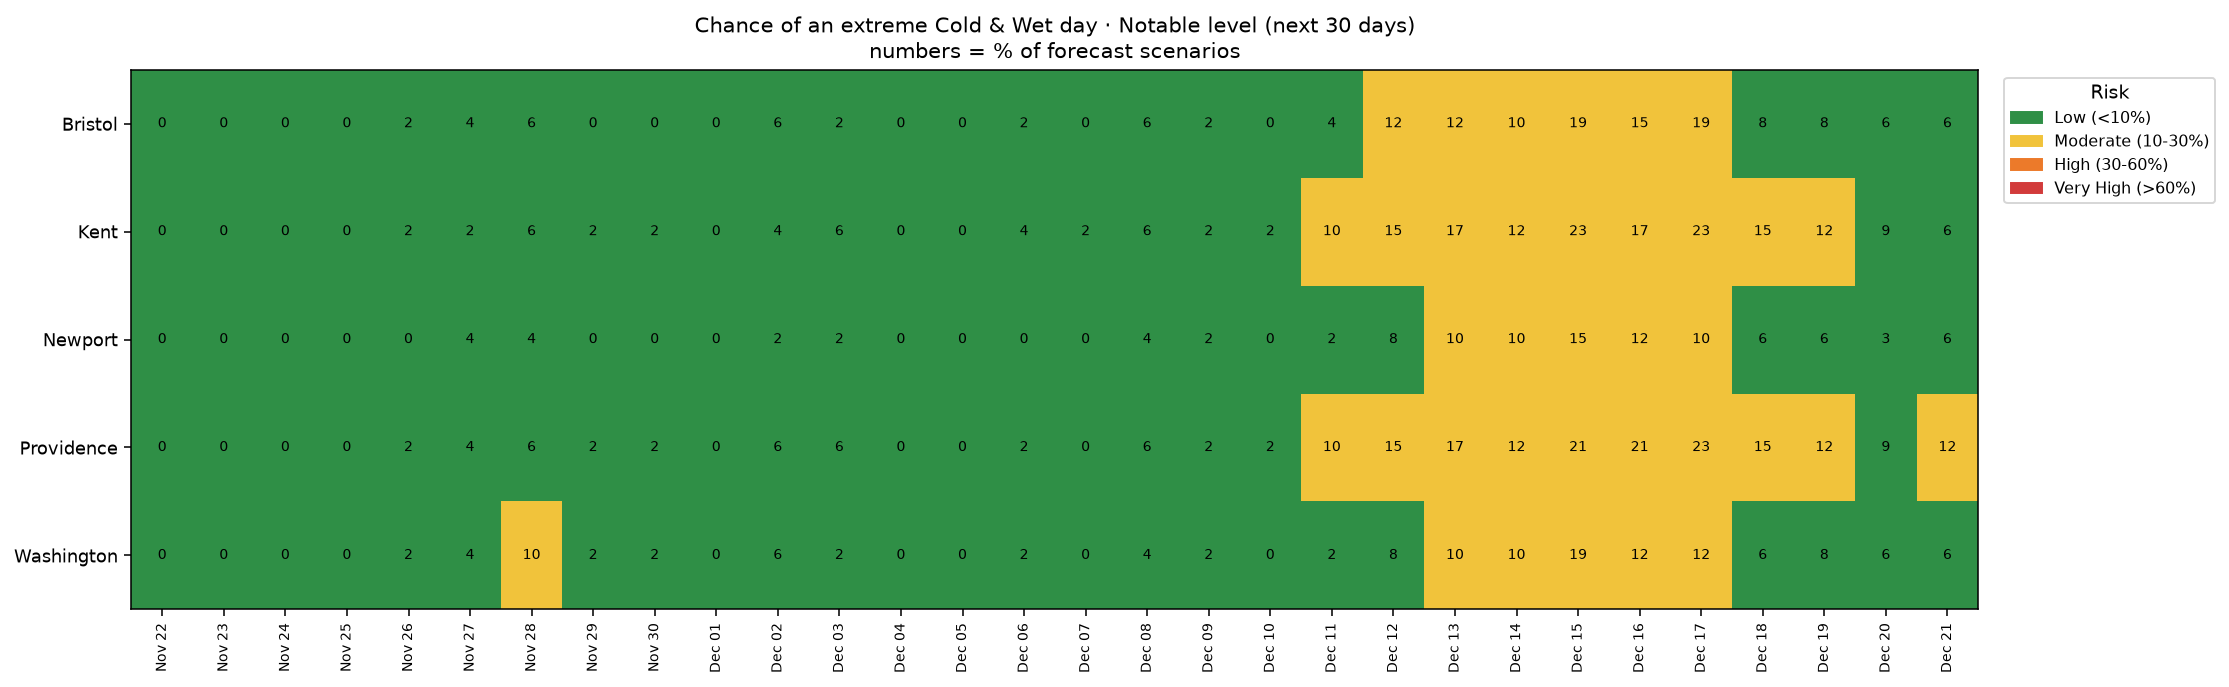 Chance of an extreme Cold & Wet day · Notable level (next 30 days)
numbers = % of forecast scenarios
Bristol 0 0 0 0 2 4 6 0 0 0 6 2 0 0 2 0 6 2 0 4 12 12 10 19 15 19 8 8 6 6
Kent 0 0 0 0 2 2 6 2 2 0 4 6 0 0 4 2 6 2 2 10 15 17 12 23 17 23 15 12 9 6
Newport 0 0 0 0 0 4 4 0 0 0 2 2 0 0 0 0 4 2 0 2 8 10 10 15 12 10 6 6 3 6
Providence 0 0 0 0 2 4 6 2 2 0 6 6 0 0 2 0 6 2 2 10 15 17 12 21 21 23 15 12 9 12
Washington 0 0 0 0 2 4 10 2 2 0 6 2 0 0 2 0 4 2 0 2 8 10 10 19 12 12 6 8 6 6
Nov 22 Nov 23 Nov 24 Nov 25 Nov 26 Nov 27 Nov 28 Nov 29 Nov 30 Dec 01 Dec 02 Dec 03 Dec 04 Dec 05 Dec 06 Dec 07 Dec 08 Dec 09 Dec 10 Dec 11 Dec 12 Dec 13 Dec 14 Dec 15 Dec 16 Dec 17 Dec 18 Dec 19 Dec 20 Dec 21
Risk
Low (<10%)
Moderate (10-30%)
High (30-60%)
Very High (>60%)